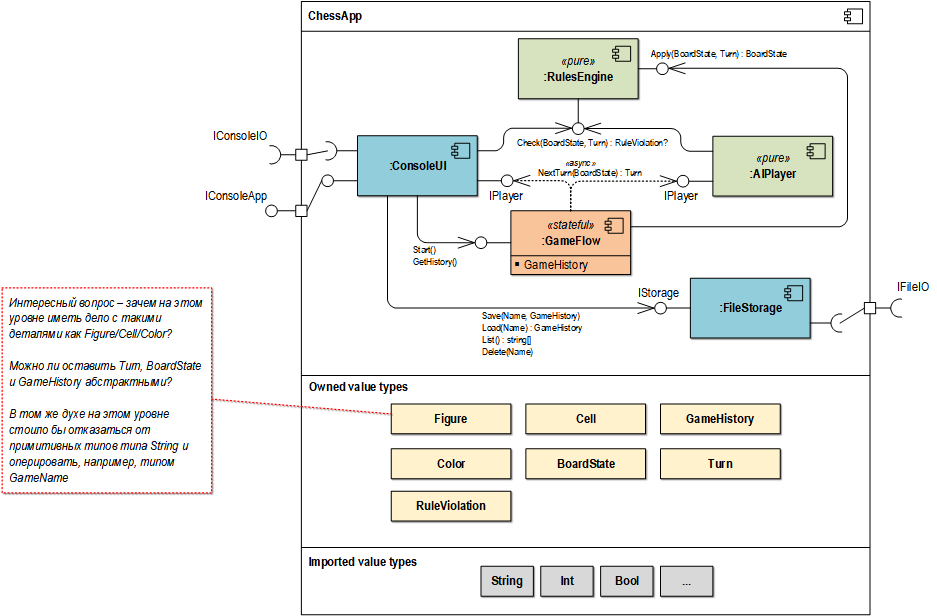 ChessApp
«pure»
:RulesEngine
Apply(BoardState, Turn) : BoardState
IConsoleIO
Check(BoardState, Turn) : RuleViolation?
:ConsoleUI
«pure»
:AIPlayer
«async»
NextTurn(BoardState) : Turn
IConsoleApp
IPlayer
IPlayer
«stateful»
:GameFlow
GameHistory
Start()
GetHistory()
IStorage
:FileStorage
IFileIO
Save(Name, GameHistory)
Load(Name) : GameHistory
List() : string[]
Delete(Name)
Интересный вопрос – зачем на этом
уровне иметь дело с такими
деталями как Figure/Cell/Color?
Можно ли оставить Turn, BoardState
и GameHistory абстрактными?
В том же духе на этом уровне
стоило бы отказаться от
примитивных типов типа String и
оперировать, например, типом
GameName
Owned value types
Figure
Cell
GameHistory
Color
BoardState
Turn
RuleViolation
Imported value types
String
Int
Bool
...